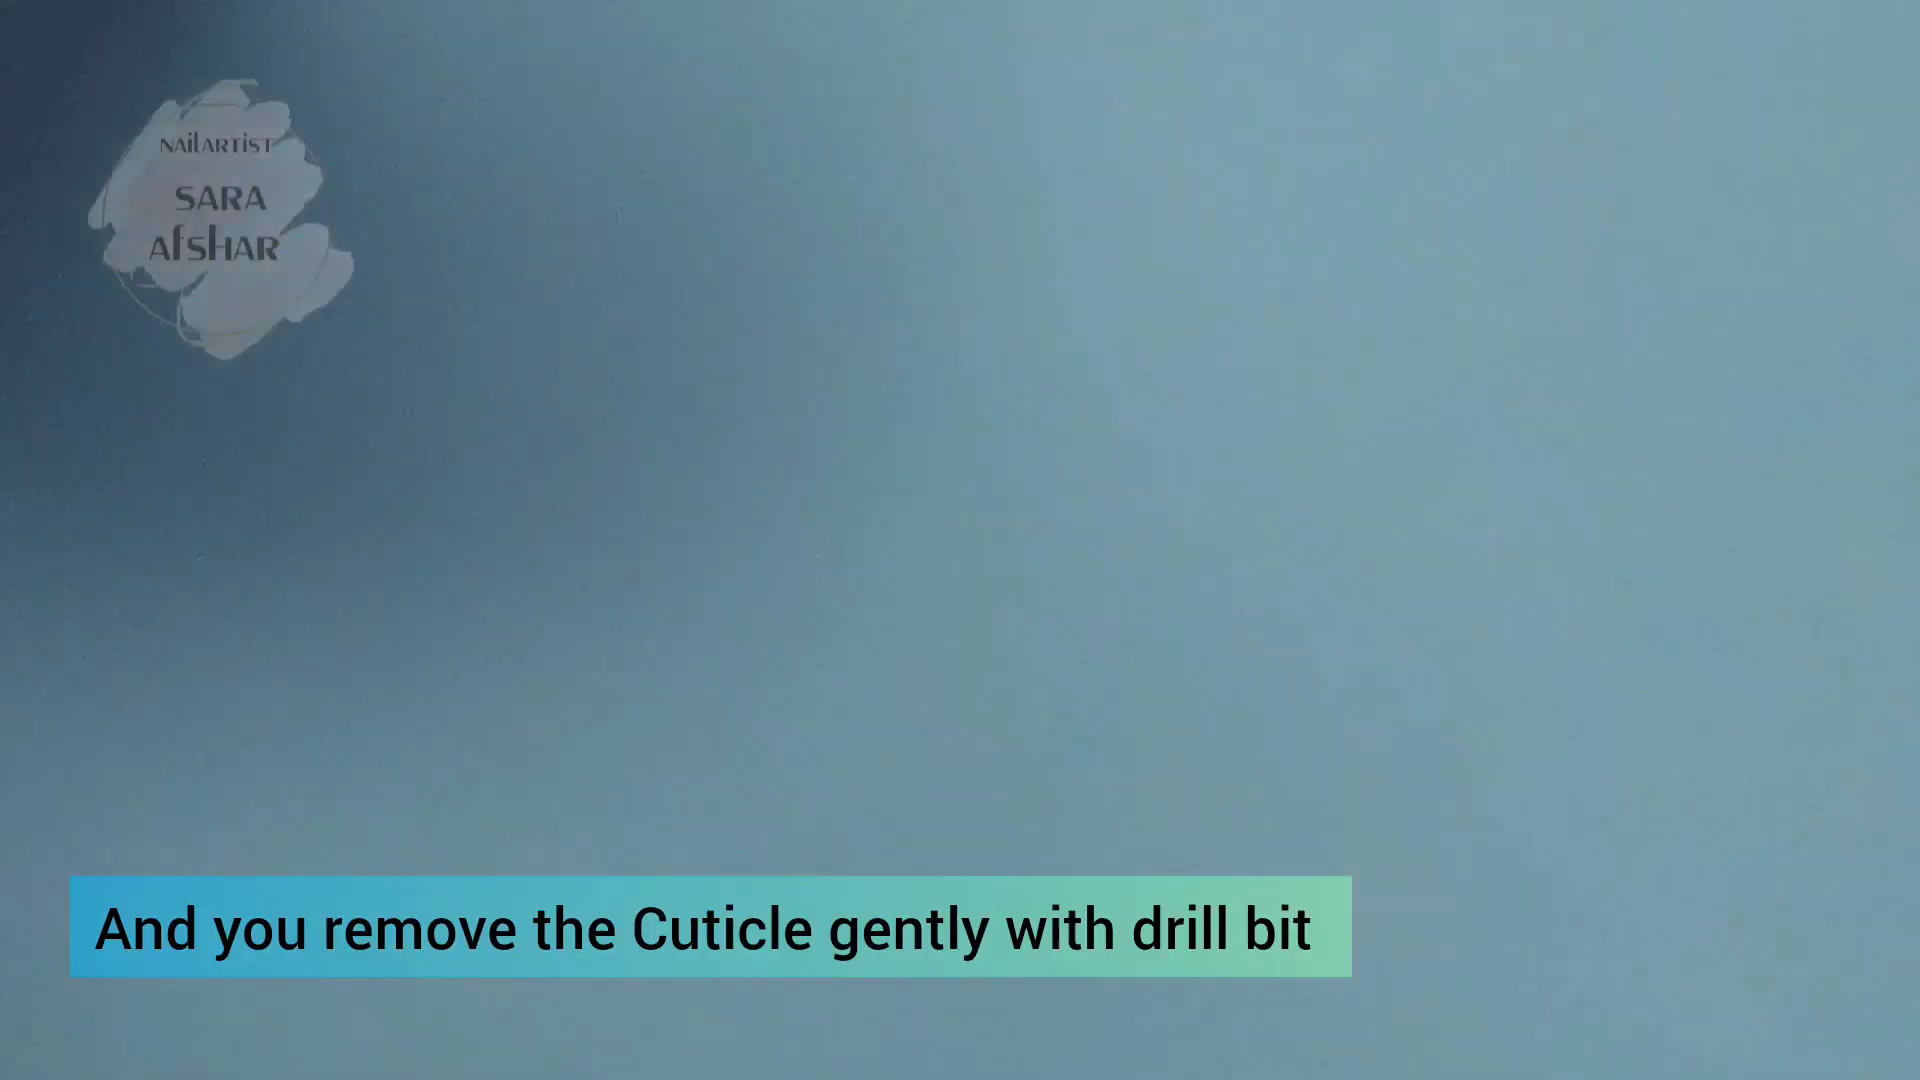 NAilARTiST
SARA
AfSHAR
And you remove the Cuticle gently with drill bit